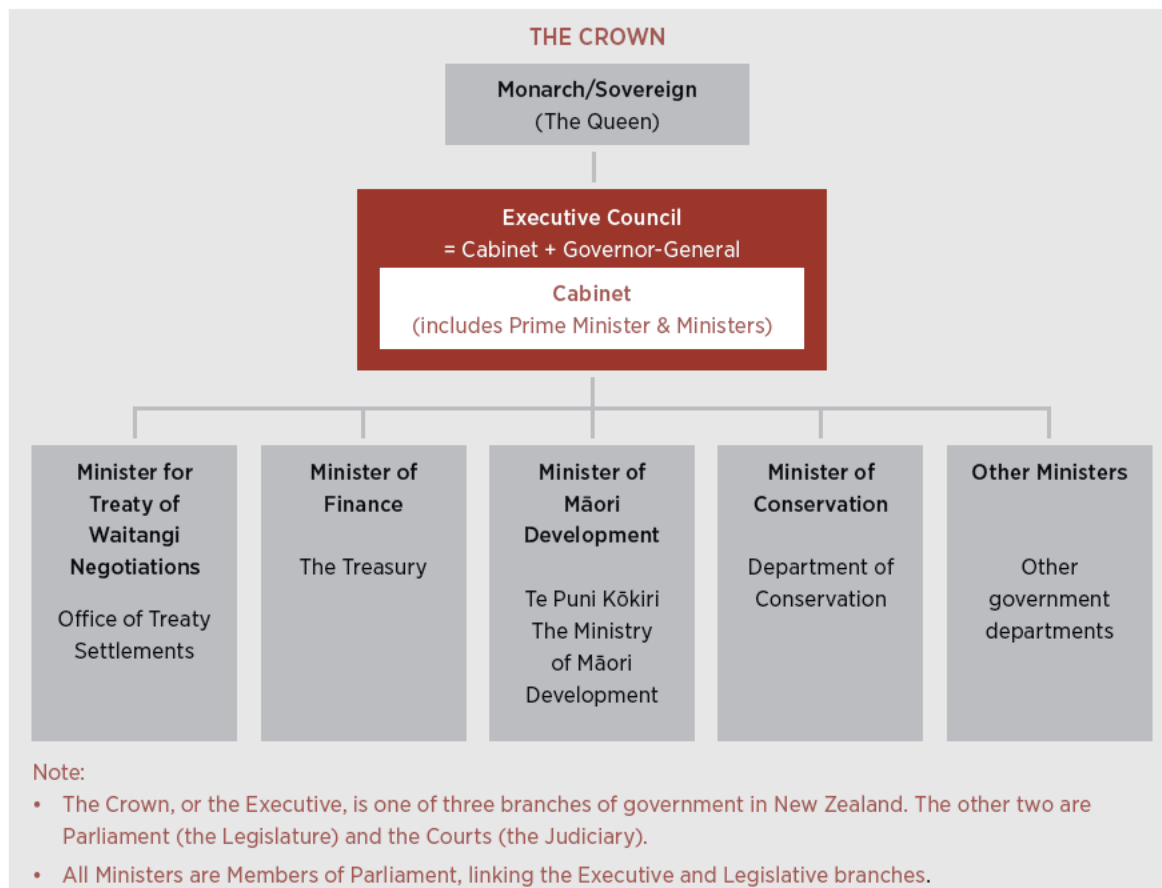 THE CROWN
Monarch/Sovereign
(The Queen)
Executive Council
= Cabinet + Governor-General
Cabinet
(includes Prime Minister & Ministers)
Minister for
Treaty of
Waitangi
Negotiations
Office of Treaty
Settlements
Minister of
Finance
The Treasury
Minister of
Māori
Development
Te Puni Kōkiri
The Ministry
of Māori
Development
Minister of
Conservation
Department of
Conservation
Other Ministers
Other
government
departments
Note:
• The Crown, or the Executive, is one of three branches of government in New Zealand. The other two are
Parliament (the Legislature) and the Courts (the Judiciary).
• All Ministers are Members of Parliament, linking the Executive and Legislative branches.